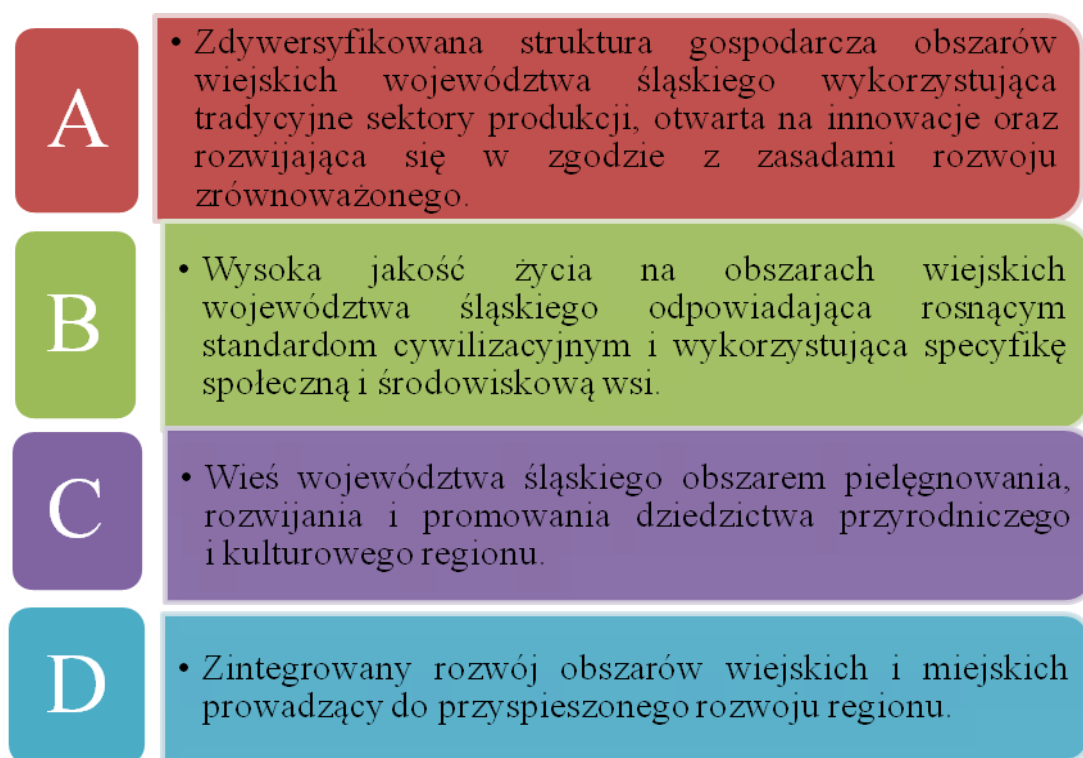 A
• Zdywersyfikowana struktura gospodarcza obszarów
wiejskich województwa śląskiego wykorzystująca
tradycyjne sektory produkcji, otwarta na innowacje oraz
rozwijająca się w zgodzie z zasadami rozwoju
zrównoważonego.
B
• Wysoka jakość życia na obszarach wiejskich
województwa śląskiego odpowiadająca rosnącym
standardom cywilizacyjnym i wykorzystująca specyfikę
społeczną i środowiskową wsi.
C
• Wieś województwa śląskiego obszarem pielęgnowania,
rozwijania i promowania dziedzictwa przyrodniczego
i kulturowego regionu.
D
• Zintegrowany rozwój obszarów wiejskich i miejskich
prowadzący do przyspieszonego rozwoju regionu.